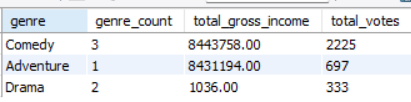 genre genre_count total_gross_income total_votes
Comedy 3 8443758.00 2225
Adventure 1 8431194.00 697
Drama 2 1036.00 333